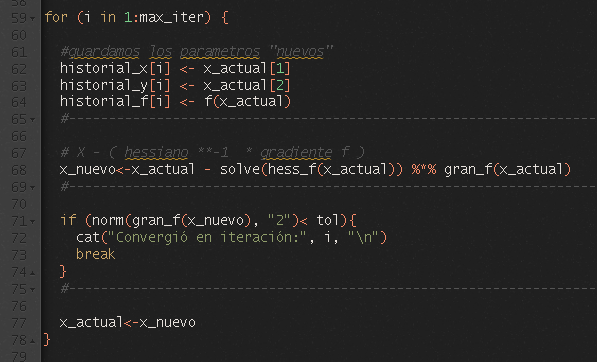 58
59 for (i in 1:max_iter) {
60
61 #guardamos los parametros "nuevos"
62 historial_x[i] <- x_actual[1]
63 historial_y[i] <- x_actual[2]
64 historial_f[i] <- f(x_actual)
65 #------------------------------------------------------------------
66
67 # X - ( hessiano **-1  * gradiente f )
68 x_nuevo<-x_actual - solve(hess_f(x_actual)) %*% gran_f(x_actual)
69 #------------------------------------------------------------------
70
71 if (norm(gran_f(x_nuevo), "2")< tol){
72 cat("Convergió en iteración:", i, "\n")
73 break
74 }
75 #------------------------------------------------------------------
76
77 x_actual<-x_nuevo
78 }
79